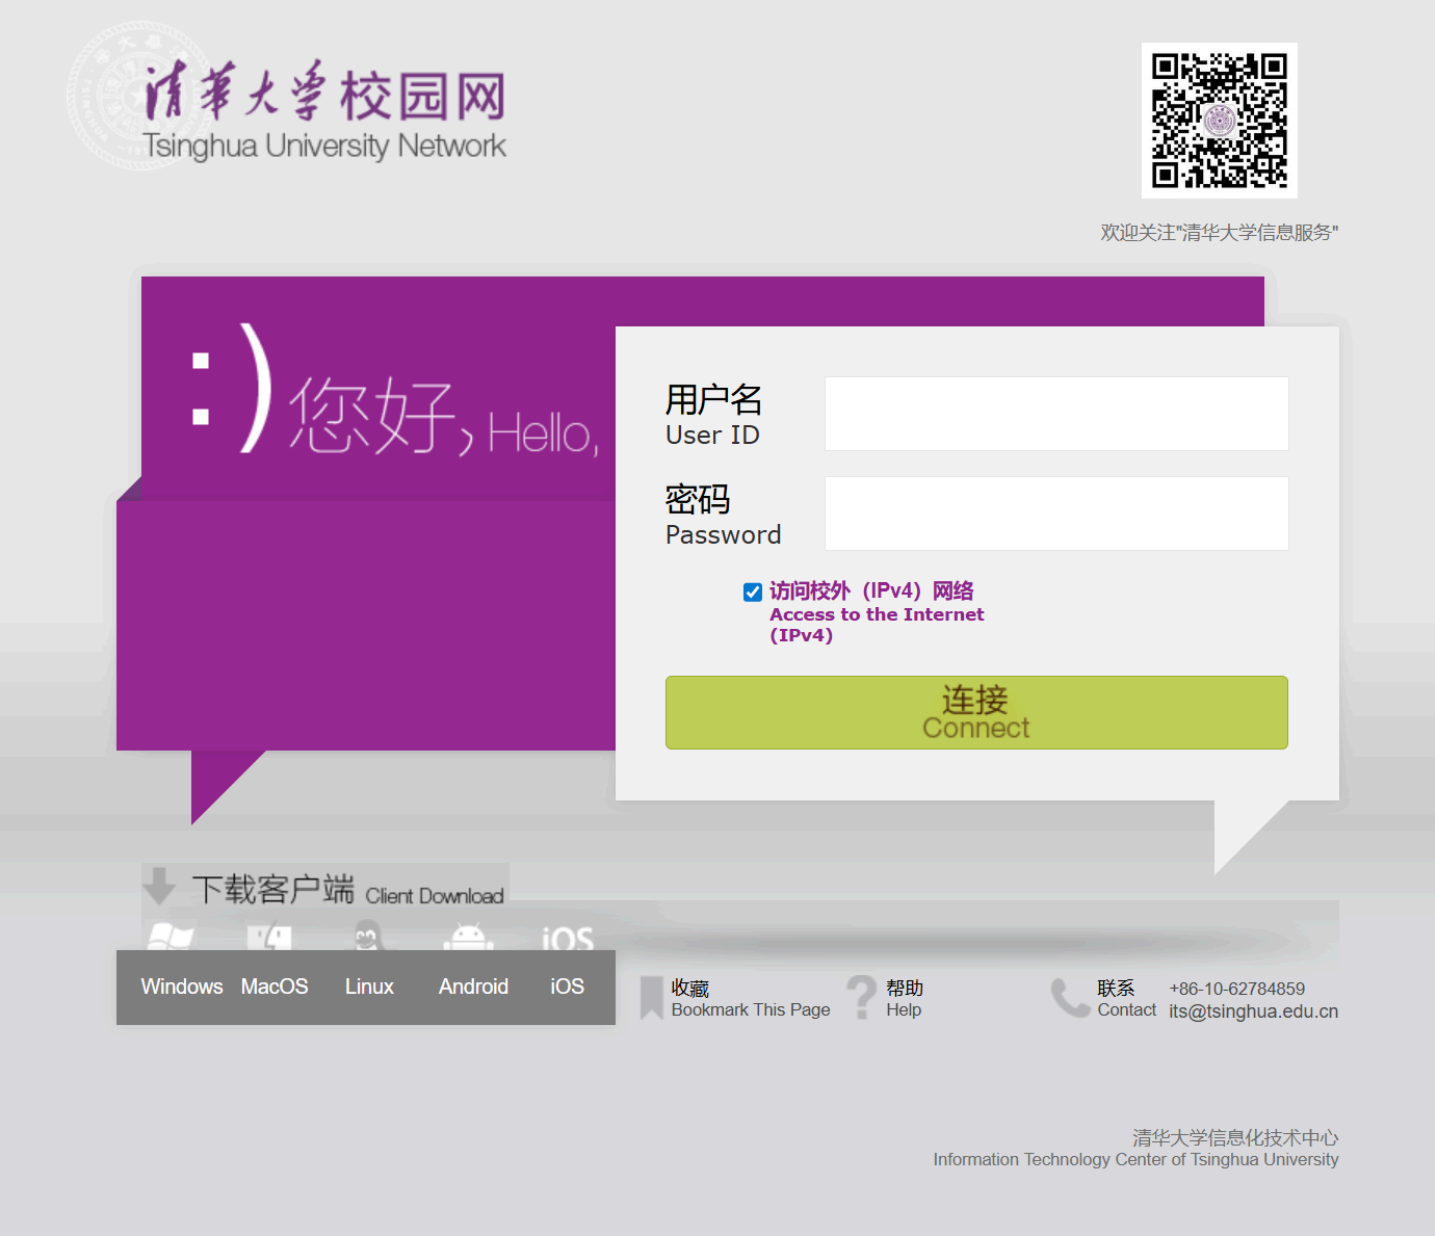 清华大学校园网
Tsinghua University Network
欢迎关注"清华大学信息服务"
:)您好, Hello,
用户名
User ID
密码
Password
访问校外（IPv4）网络
Access to the Internet
(IPv4)
连接
Connect
下载客户端 Client Download
iOS
Windows MacOS Linux Android iOS
收藏
Bookmark This Page
帮助
Help
联系 +86-10-62784859
Contact its@tsinghua.edu.cn
清华大学信息化技术中心
Information Technology Center of Tsinghua University